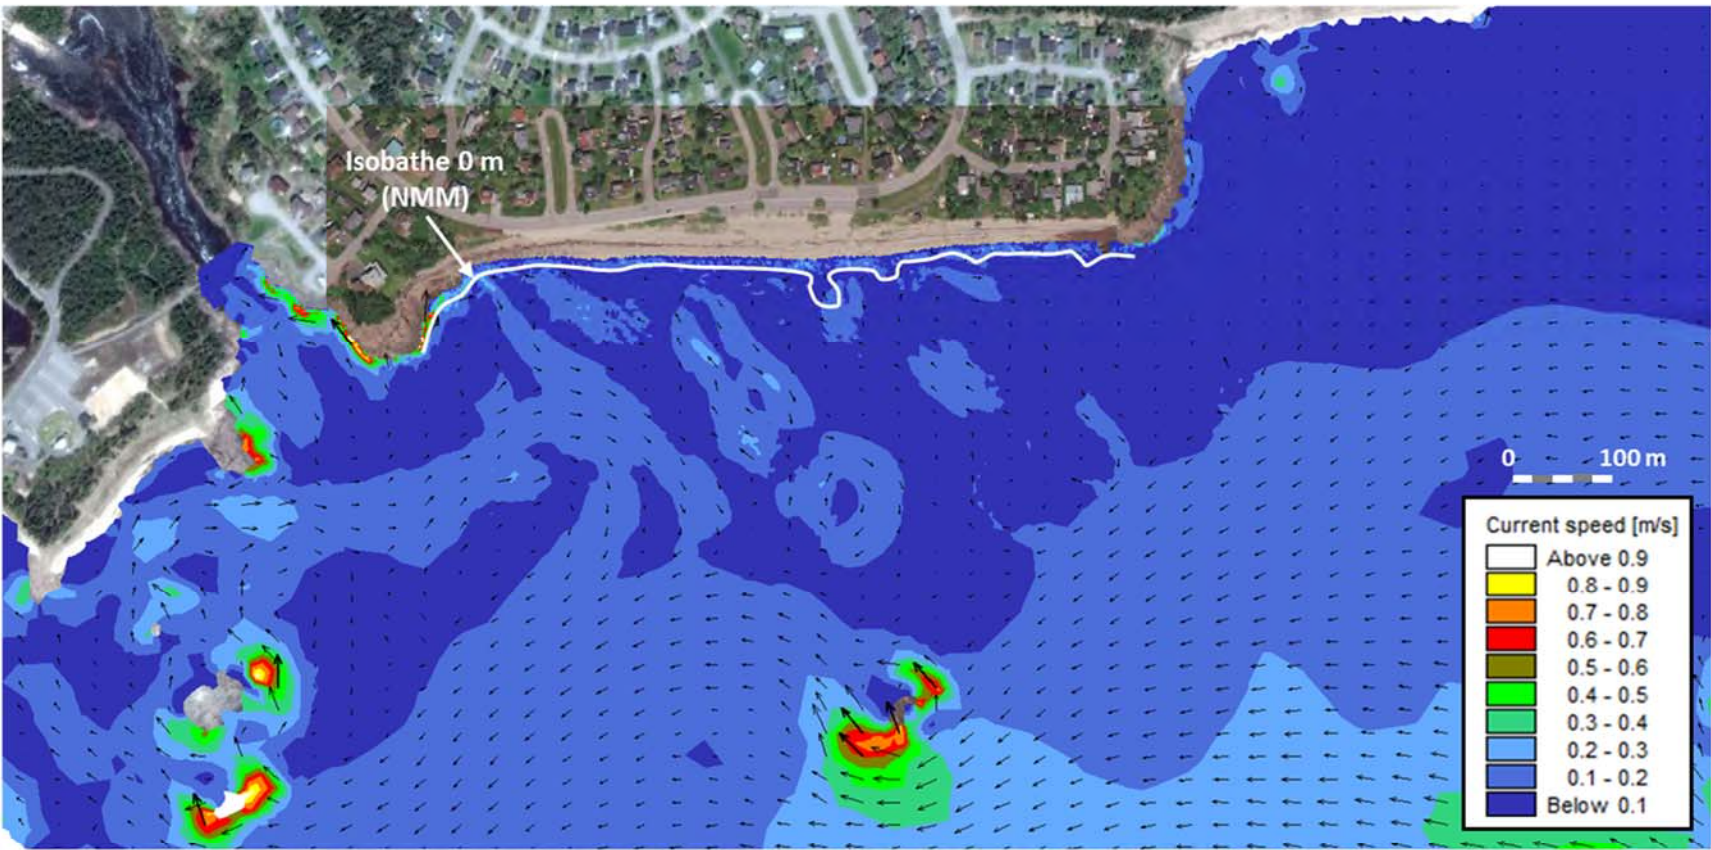 Isobathe 0 m
(NMM)
0 100 m
Current speed [m/s]
Above 0.9
0.8 - 0.9
0.7 - 0.8
0.6 - 0.7
0.5 - 0.6
0.4 - 0.5
0.3 - 0.4
0.2 - 0.3
0.1 - 0.2
Below 0.1